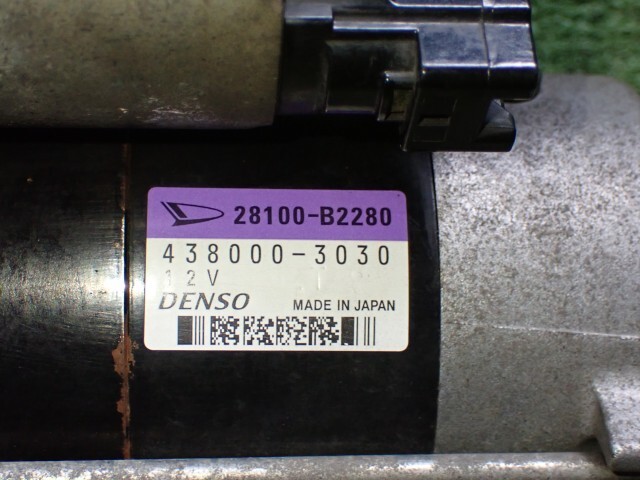 28100-B2280
438000-3030
12V
DENSO MADE IN JAPAN